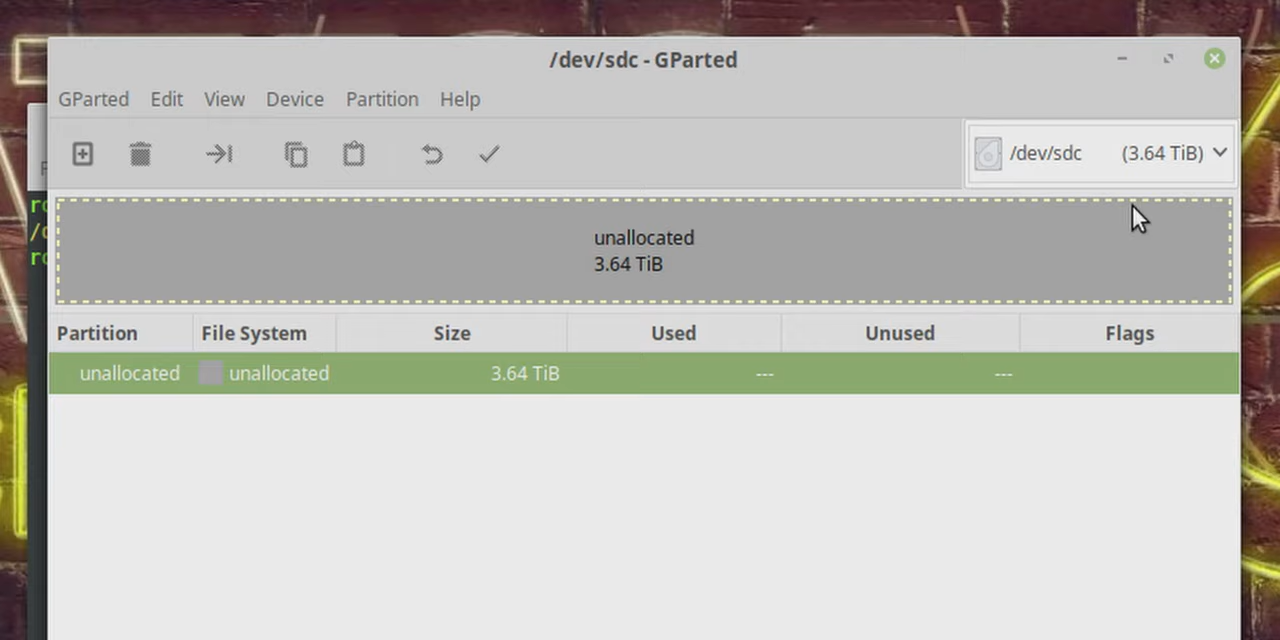 /dev/sdc - GParted
GParted Edit View Device Partition Help
/dev/sdc (3.64 TiB)
unallocated
3.64 TiB
Partition File System Size Used Unused Flags
unallocated unallocated 3.64 TiB --- ---